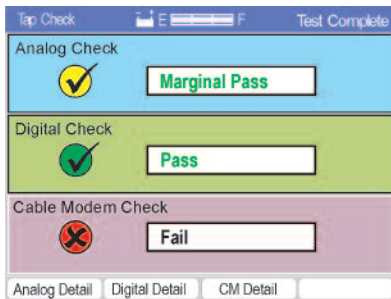 Tap Check E F Test Complete
Analog Check
Marginal Pass
Digital Check
Pass
Cable Modem Check
Fail
Analog Detail Digital Detail CM Detail